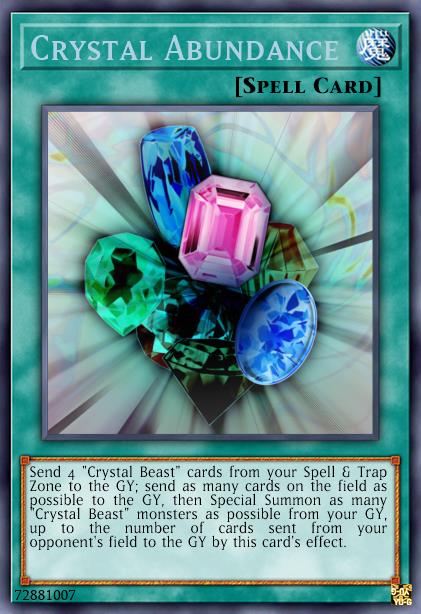 Crystal Abundance 魔
[Spell Card]
Send 4 "Crystal Beast" cards from your Spell & Trap
Zone to the GY; send as many cards on the field as
possible to the GY, then Special Summon as many
"Crystal Beast" monsters as possible from your GY,
up to the number of cards sent from your
opponent's field to the GY by this card's effect.
72881007